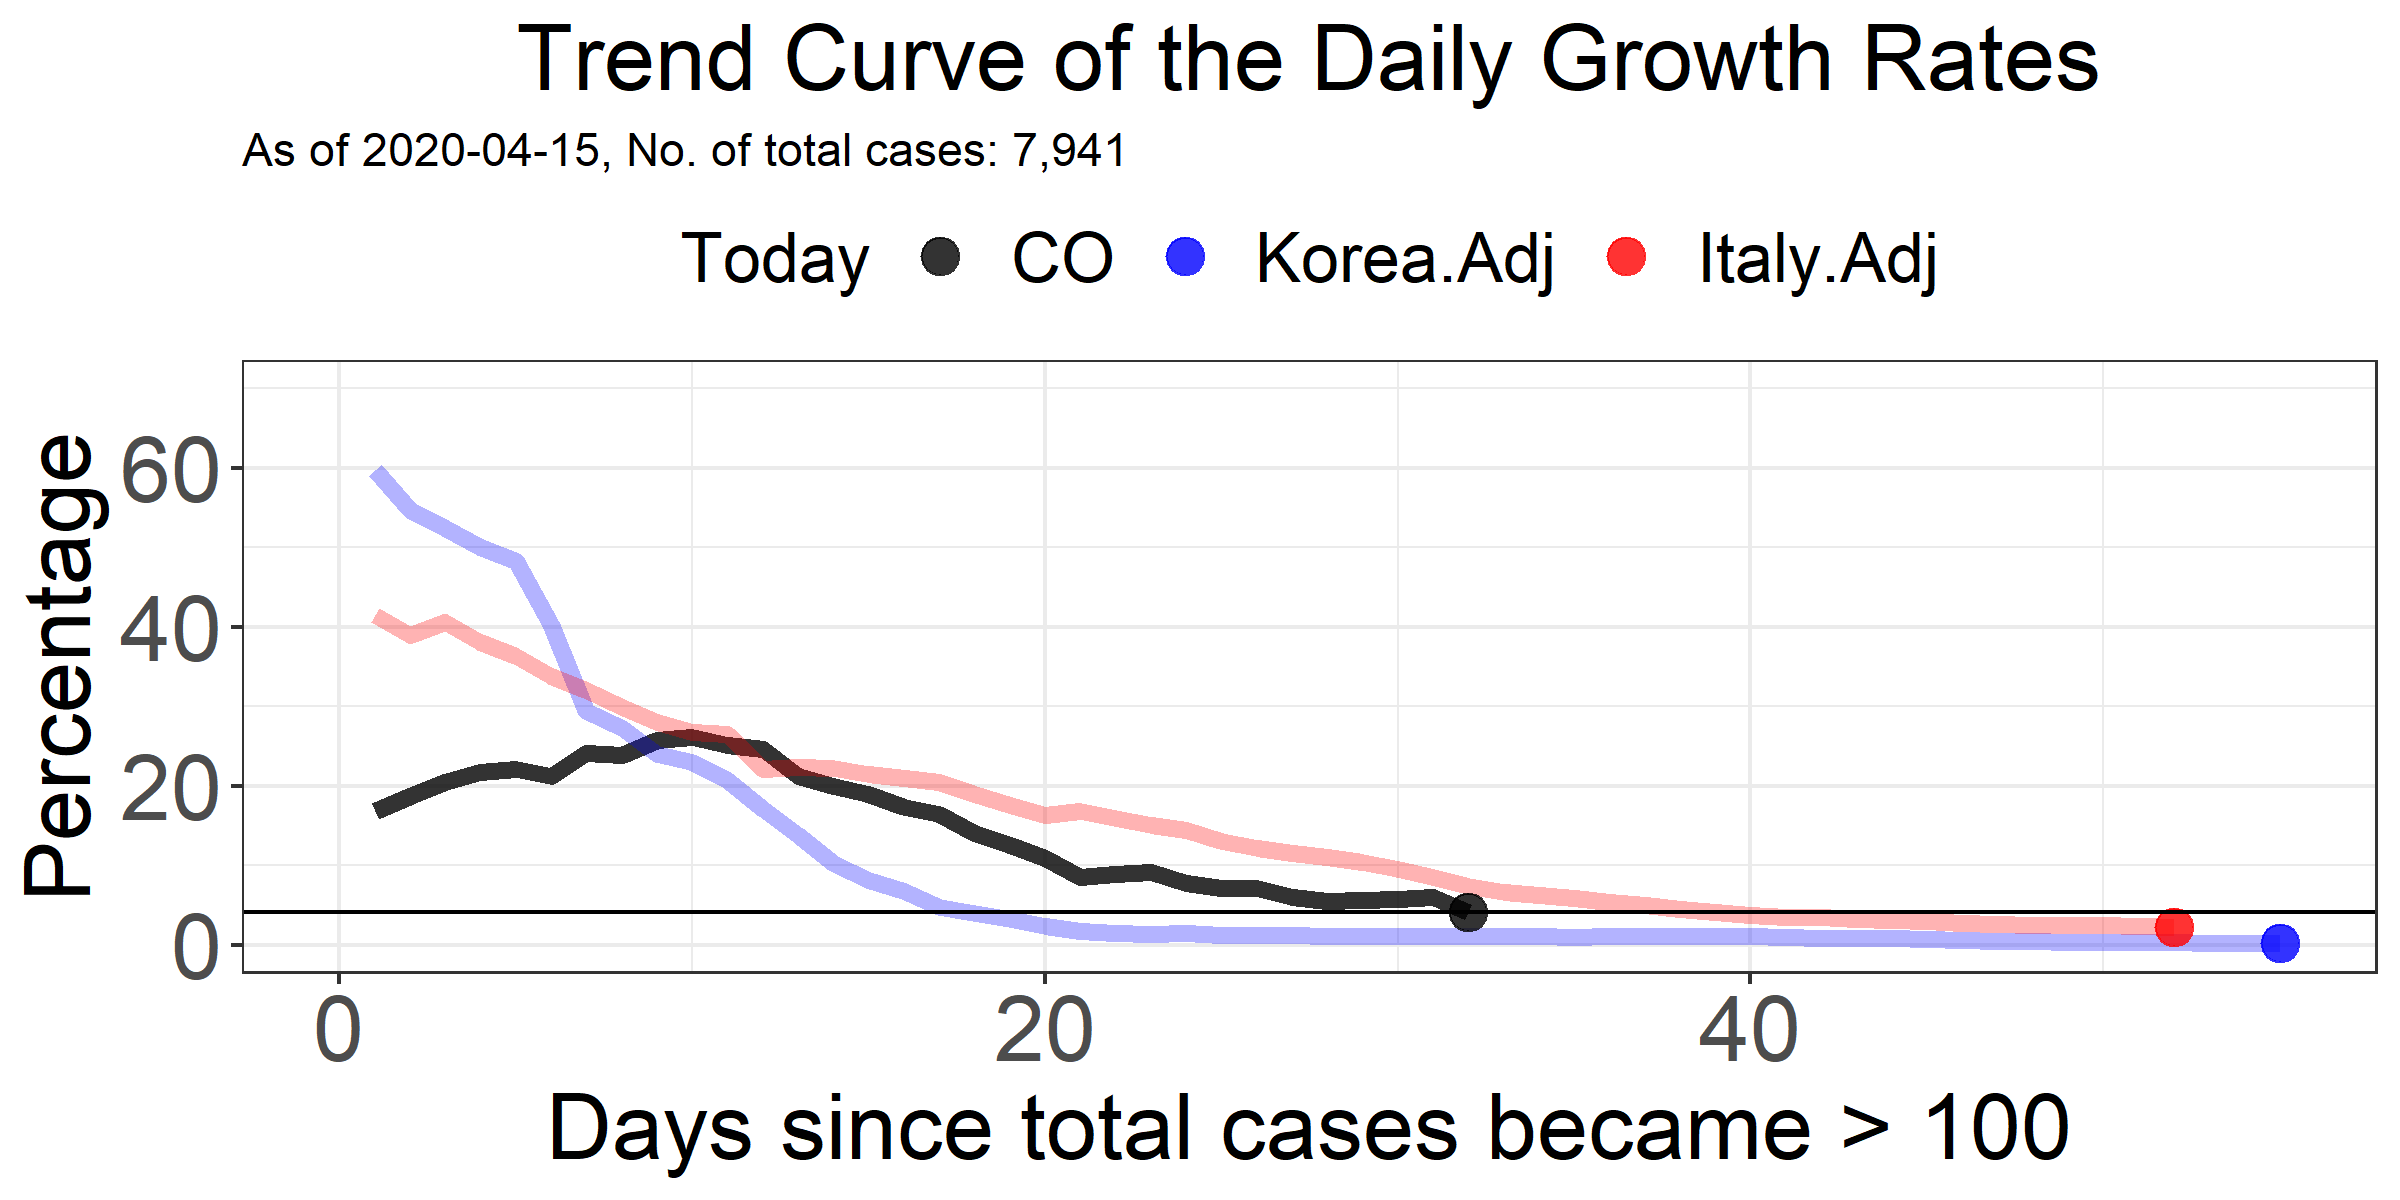 Trend Curve of the Daily Growth Rates
As of 2020-04-15, No. of total cases: 7,941
Today CO Korea.Adj Italy.Adj
Percentage
60
40
20
0
0 20 40
Days since total cases became > 100